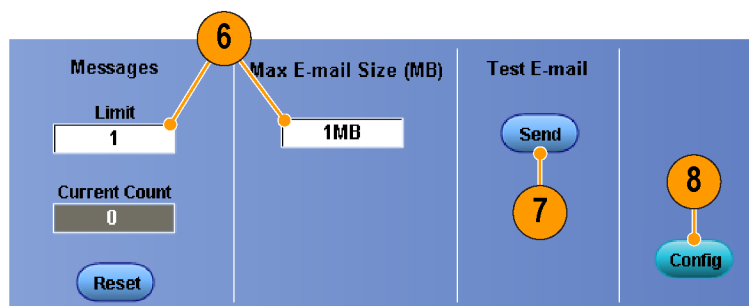 6
Messages
Max E-mail Size (MB)
Test E-mail
Limit
1
1MB
Send
Current Count
0
7
8
Config
Reset